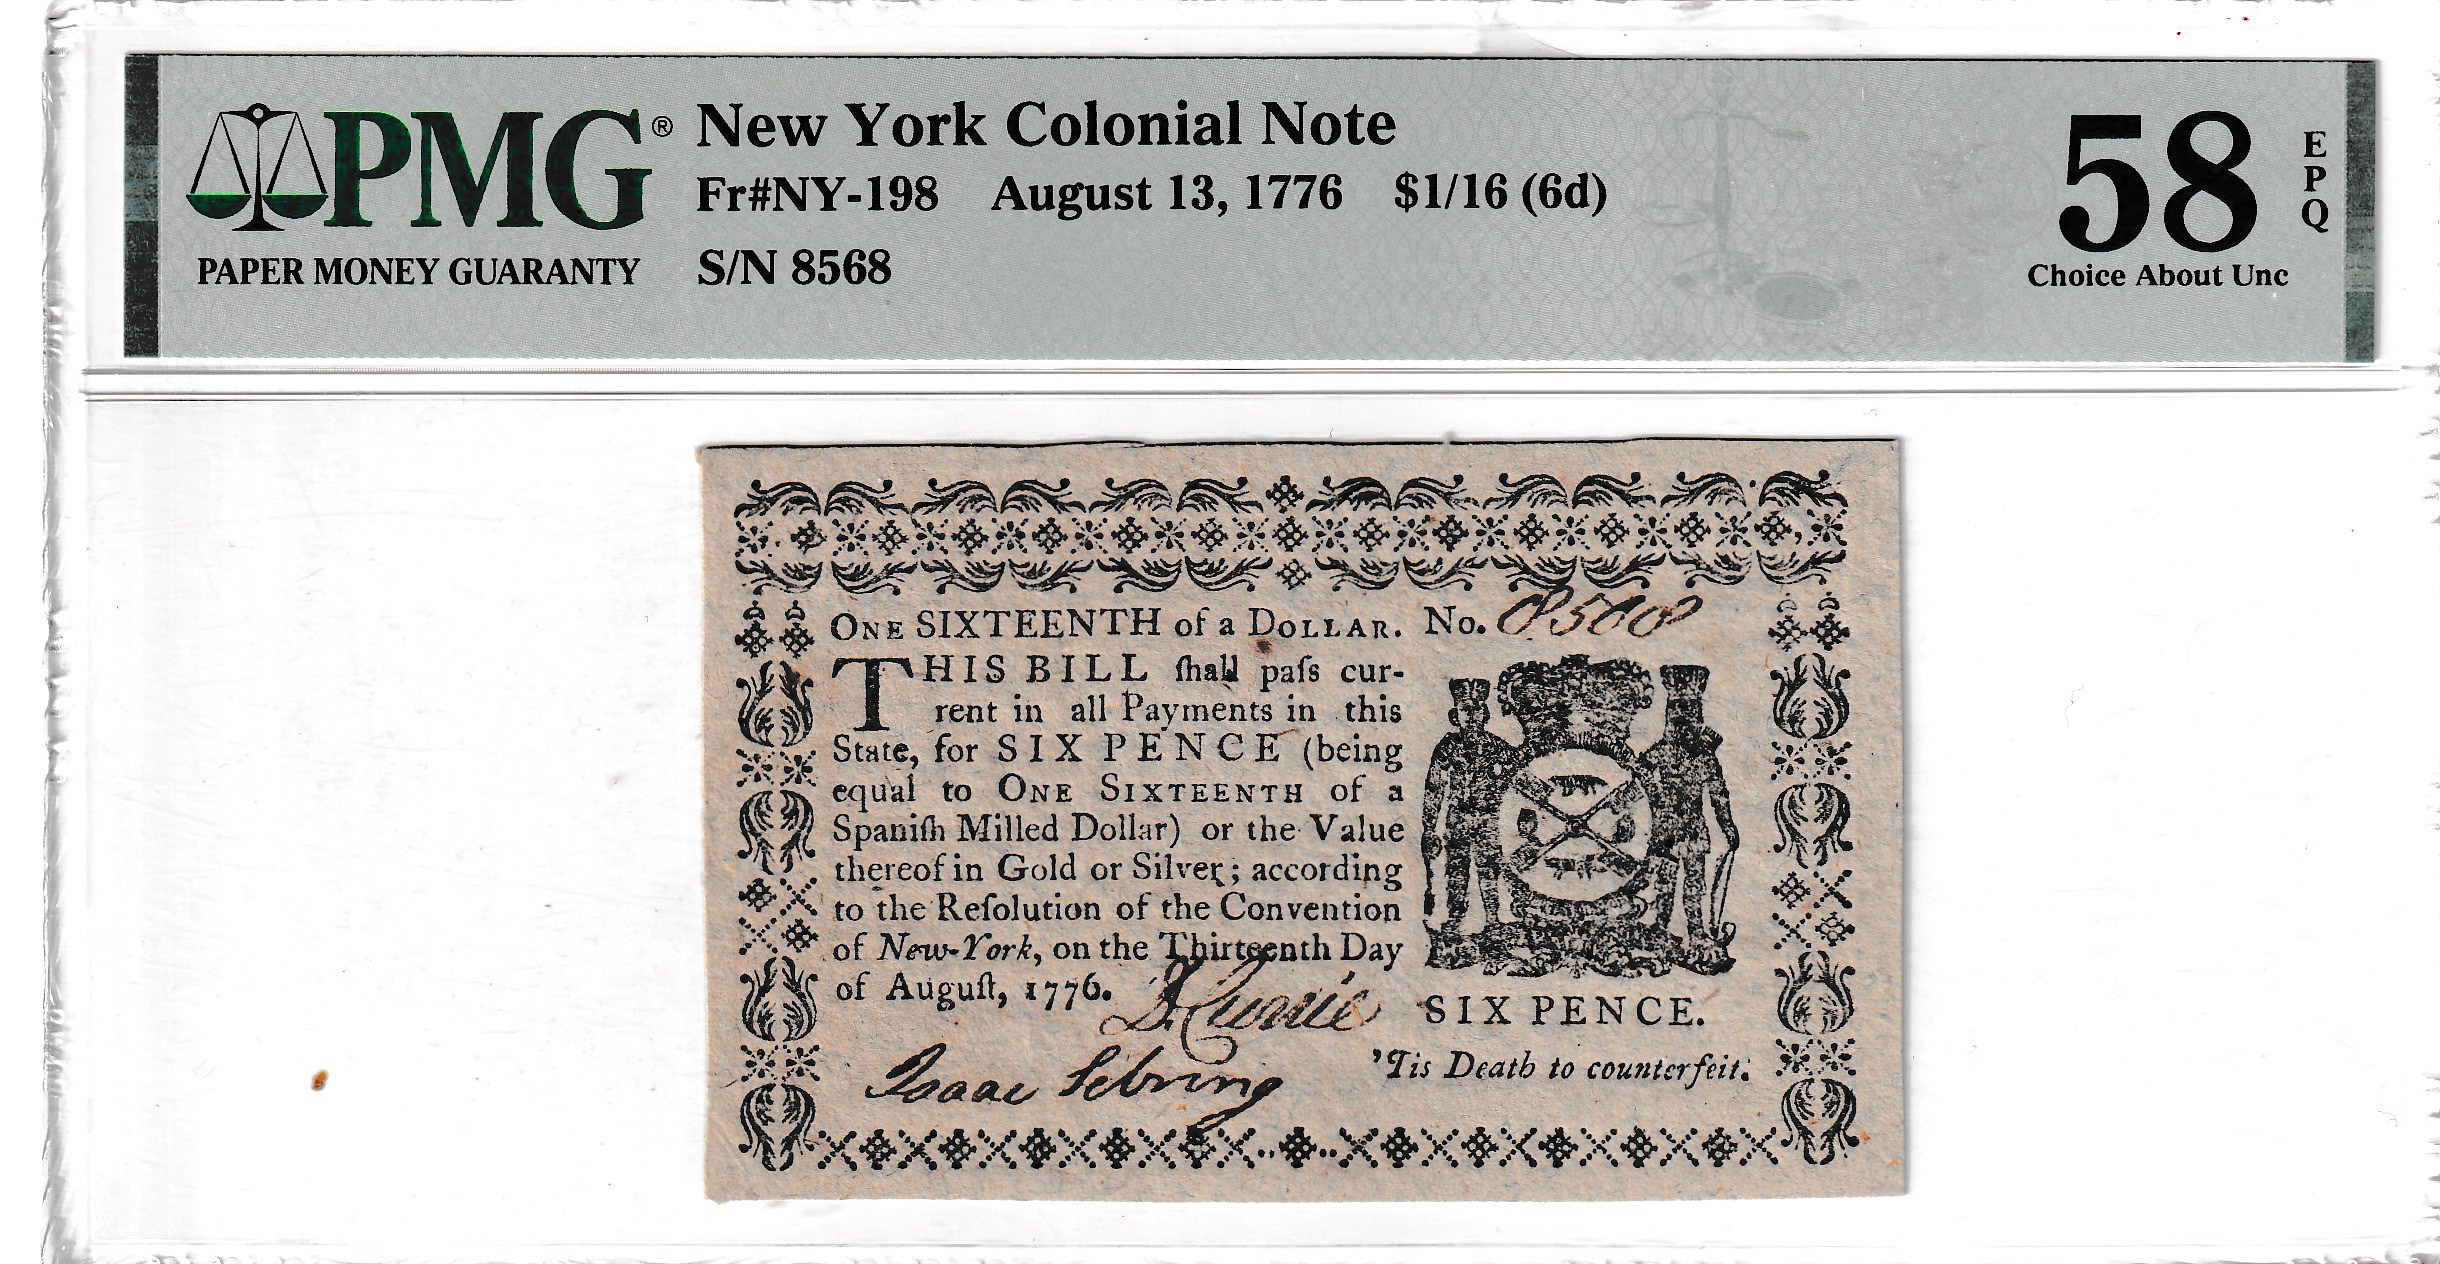 PMG® New York Colonial Note
Fr#NY-198 August 13, 1776 $1/16 (6d)
PAPER MONEY GUARANTY S/N 8568
58 EPQ
Choice About Unc
ONE SIXTEENTH of a DOLLAR. No. 8568
THIS BILL ſhall paſs cur-
rent in all Payments in this
State, for SIX PENCE (being
equal to ONE SIXTEENTH of a
Spaniſh Milled Dollar) or the Value
thereof in Gold or Silver; according
to the Reſolution of the Convention
of New-York, on the Thirteenth Day
of Auguſt, 1776.
D. Currie
Isaac Sebring
SIX PENCE.
'Tis Death to counterfeit.